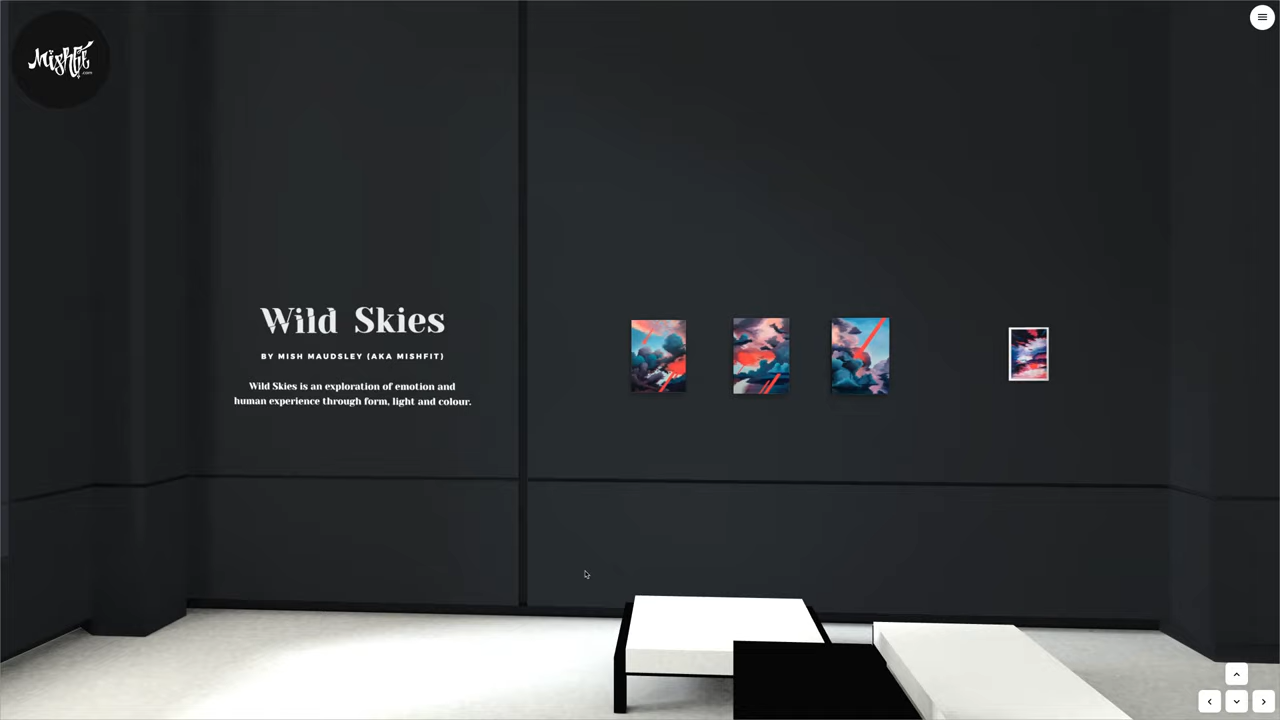 Mishfit
.com
Wild Skies
BY MISH MAUDSLEY (AKA MISHFIT)
Wild Skies is an exploration of emotion and
human experience through form, light and colour.